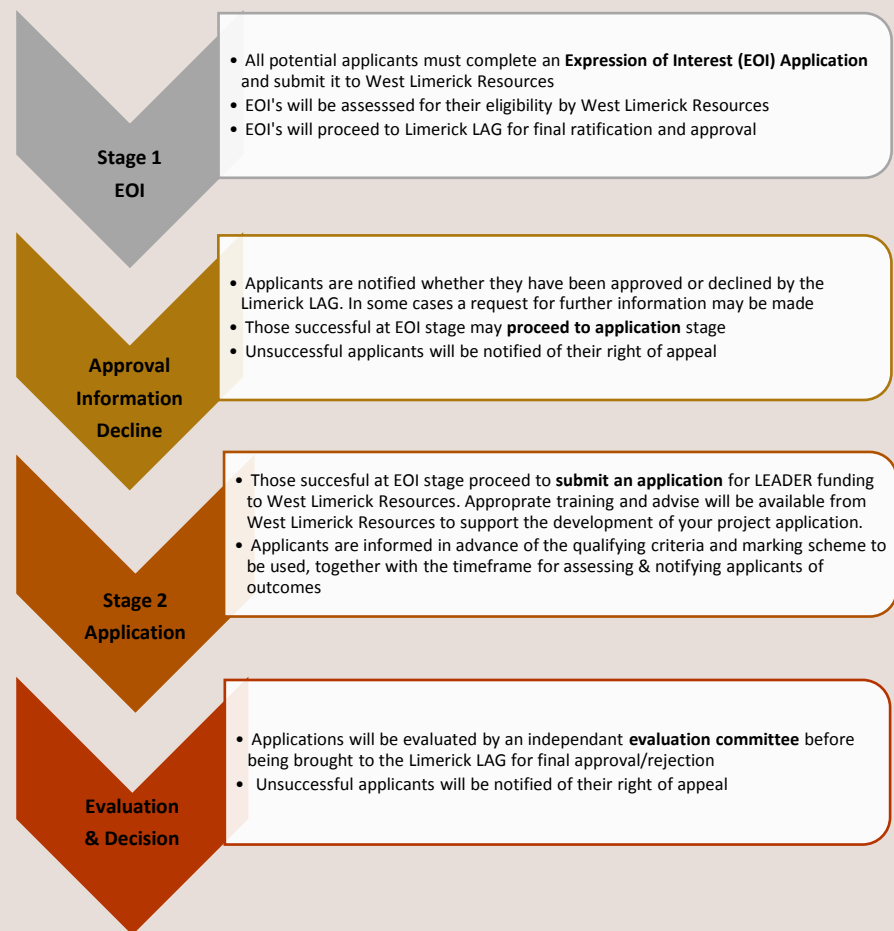 Stage 1
EOI
• All potential applicants must complete an Expression of Interest (EOI) Application
and submit it to West Limerick Resources
• EOI's will be assesssed for their eligibility by West Limerick Resources
• EOI's will proceed to Limerick LAG for final ratification and approval
Approval
Information
Decline
• Applicants are notified whether they have been approved or declined by the
Limerick LAG. In some cases a request for further information may be made
• Those successful at EOI stage may proceed to application stage
• Unsuccessful applicants will be notified of their right of appeal
Stage 2
Application
• Those succesful at EOI stage proceed to submit an application for LEADER funding
to West Limerick Resources. Approprate training and advise will be available from
West Limerick Resources to support the development of your project application.
• Applicants are informed in advance of the qualifying criteria and marking scheme to
be used, together with the timeframe for assessing & notifying applicants of
outcomes
Evaluation
& Decision
• Applications will be evaluated by an independant evaluation committee before
being brought to the Limerick LAG for final approval/rejection
• Unsuccessful applicants will be notified of their right of appeal